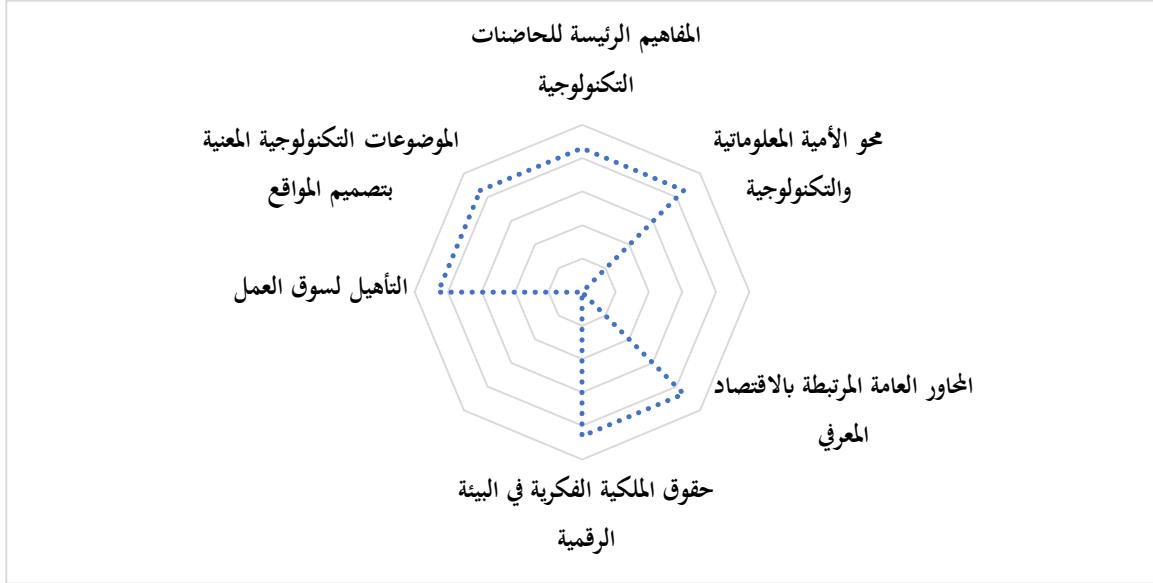 المفاهيم الرئيسة للحاضنات
التكنولوجية
محو الأمية المعلوماتية
والتكنولوجية
الموضوعات التكنولوجية المعنية
بتصميم المواقع
التأهيل لسوق العمل
المحاور العامة المرتبطة بالاقتصاد
المعرفي
حقوق الملكية الفكرية في البيئة
الرقمية